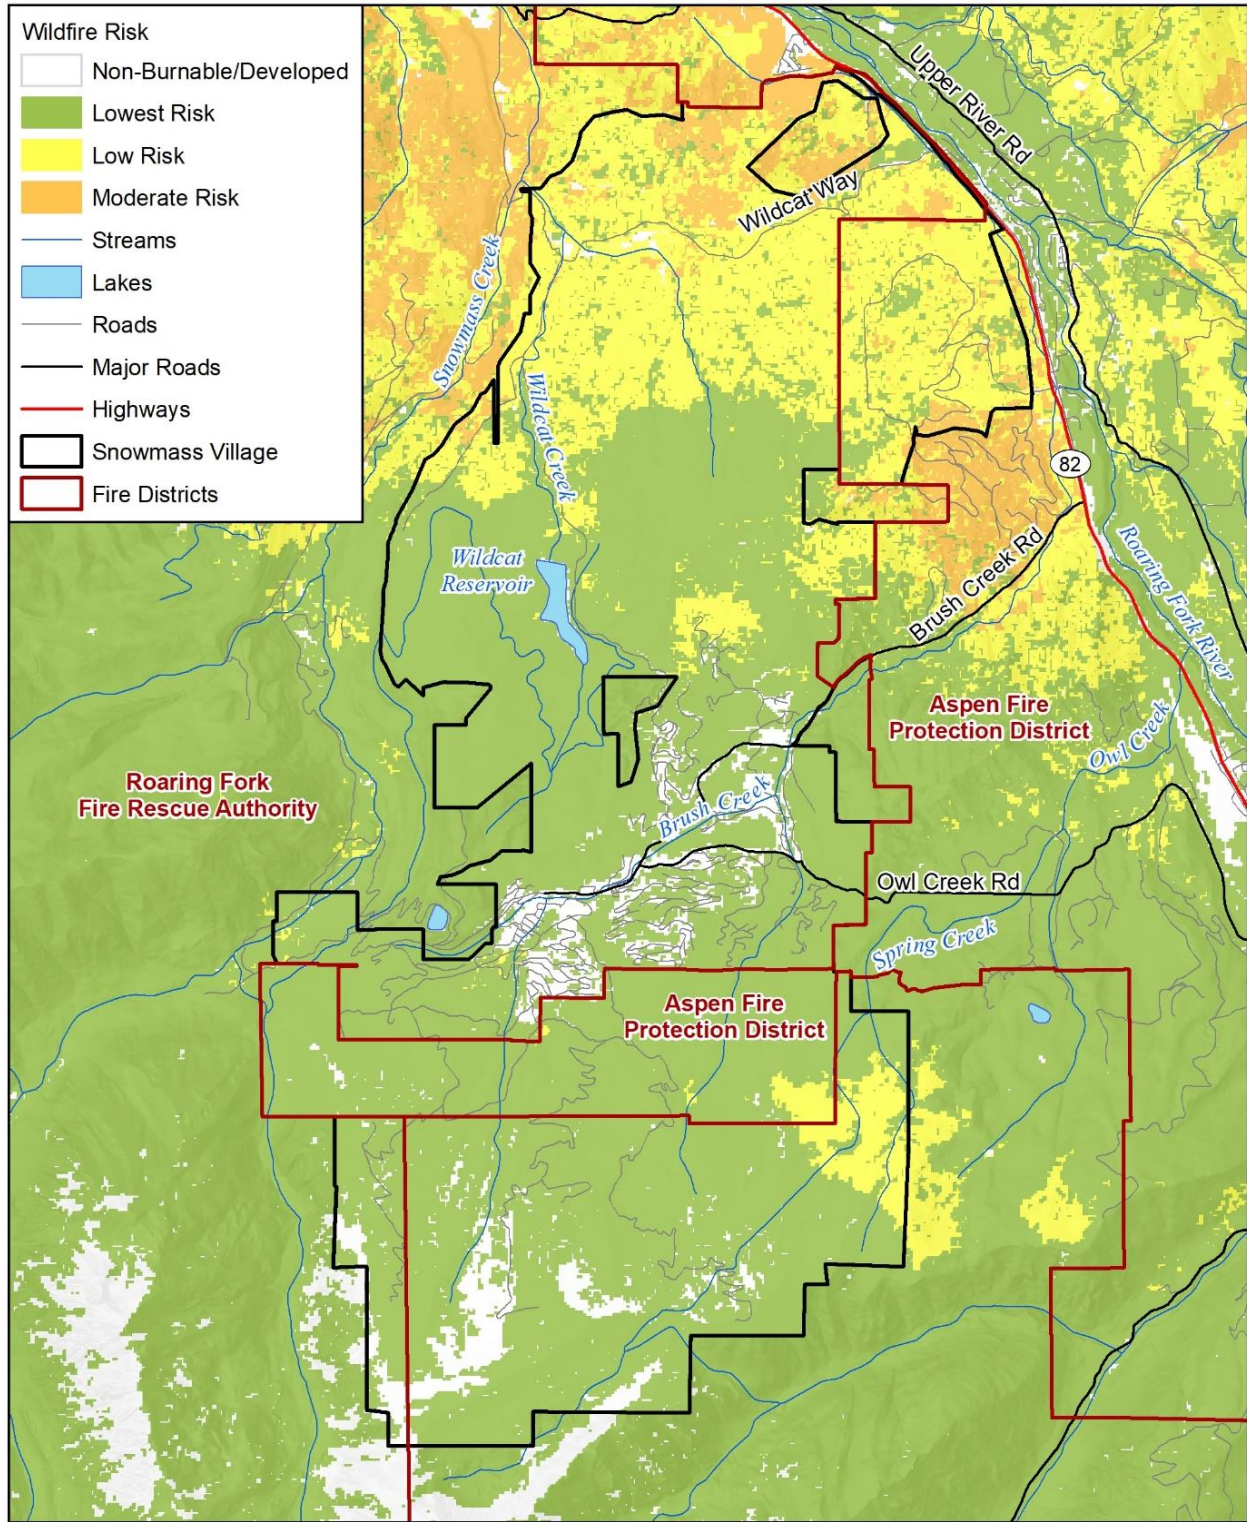 Wildfire Risk
Non-Burnable/Developed
Lowest Risk
Low Risk
Moderate Risk
Streams
Lakes
Roads
Major Roads
Highways
Snowmass Village
Fire Districts
Upper River Rd
Wildcat Way
Snowmass Creek
Wildcat Creek
82
Wildcat
Reservoir
Brush Creek Rd
Roaring Fork River
Aspen Fire
Protection District
Owl Creek
Roaring Fork
Fire Rescue Authority
Brush Creek
Owl Creek Rd
Spring Creek
Aspen Fire
Protection District